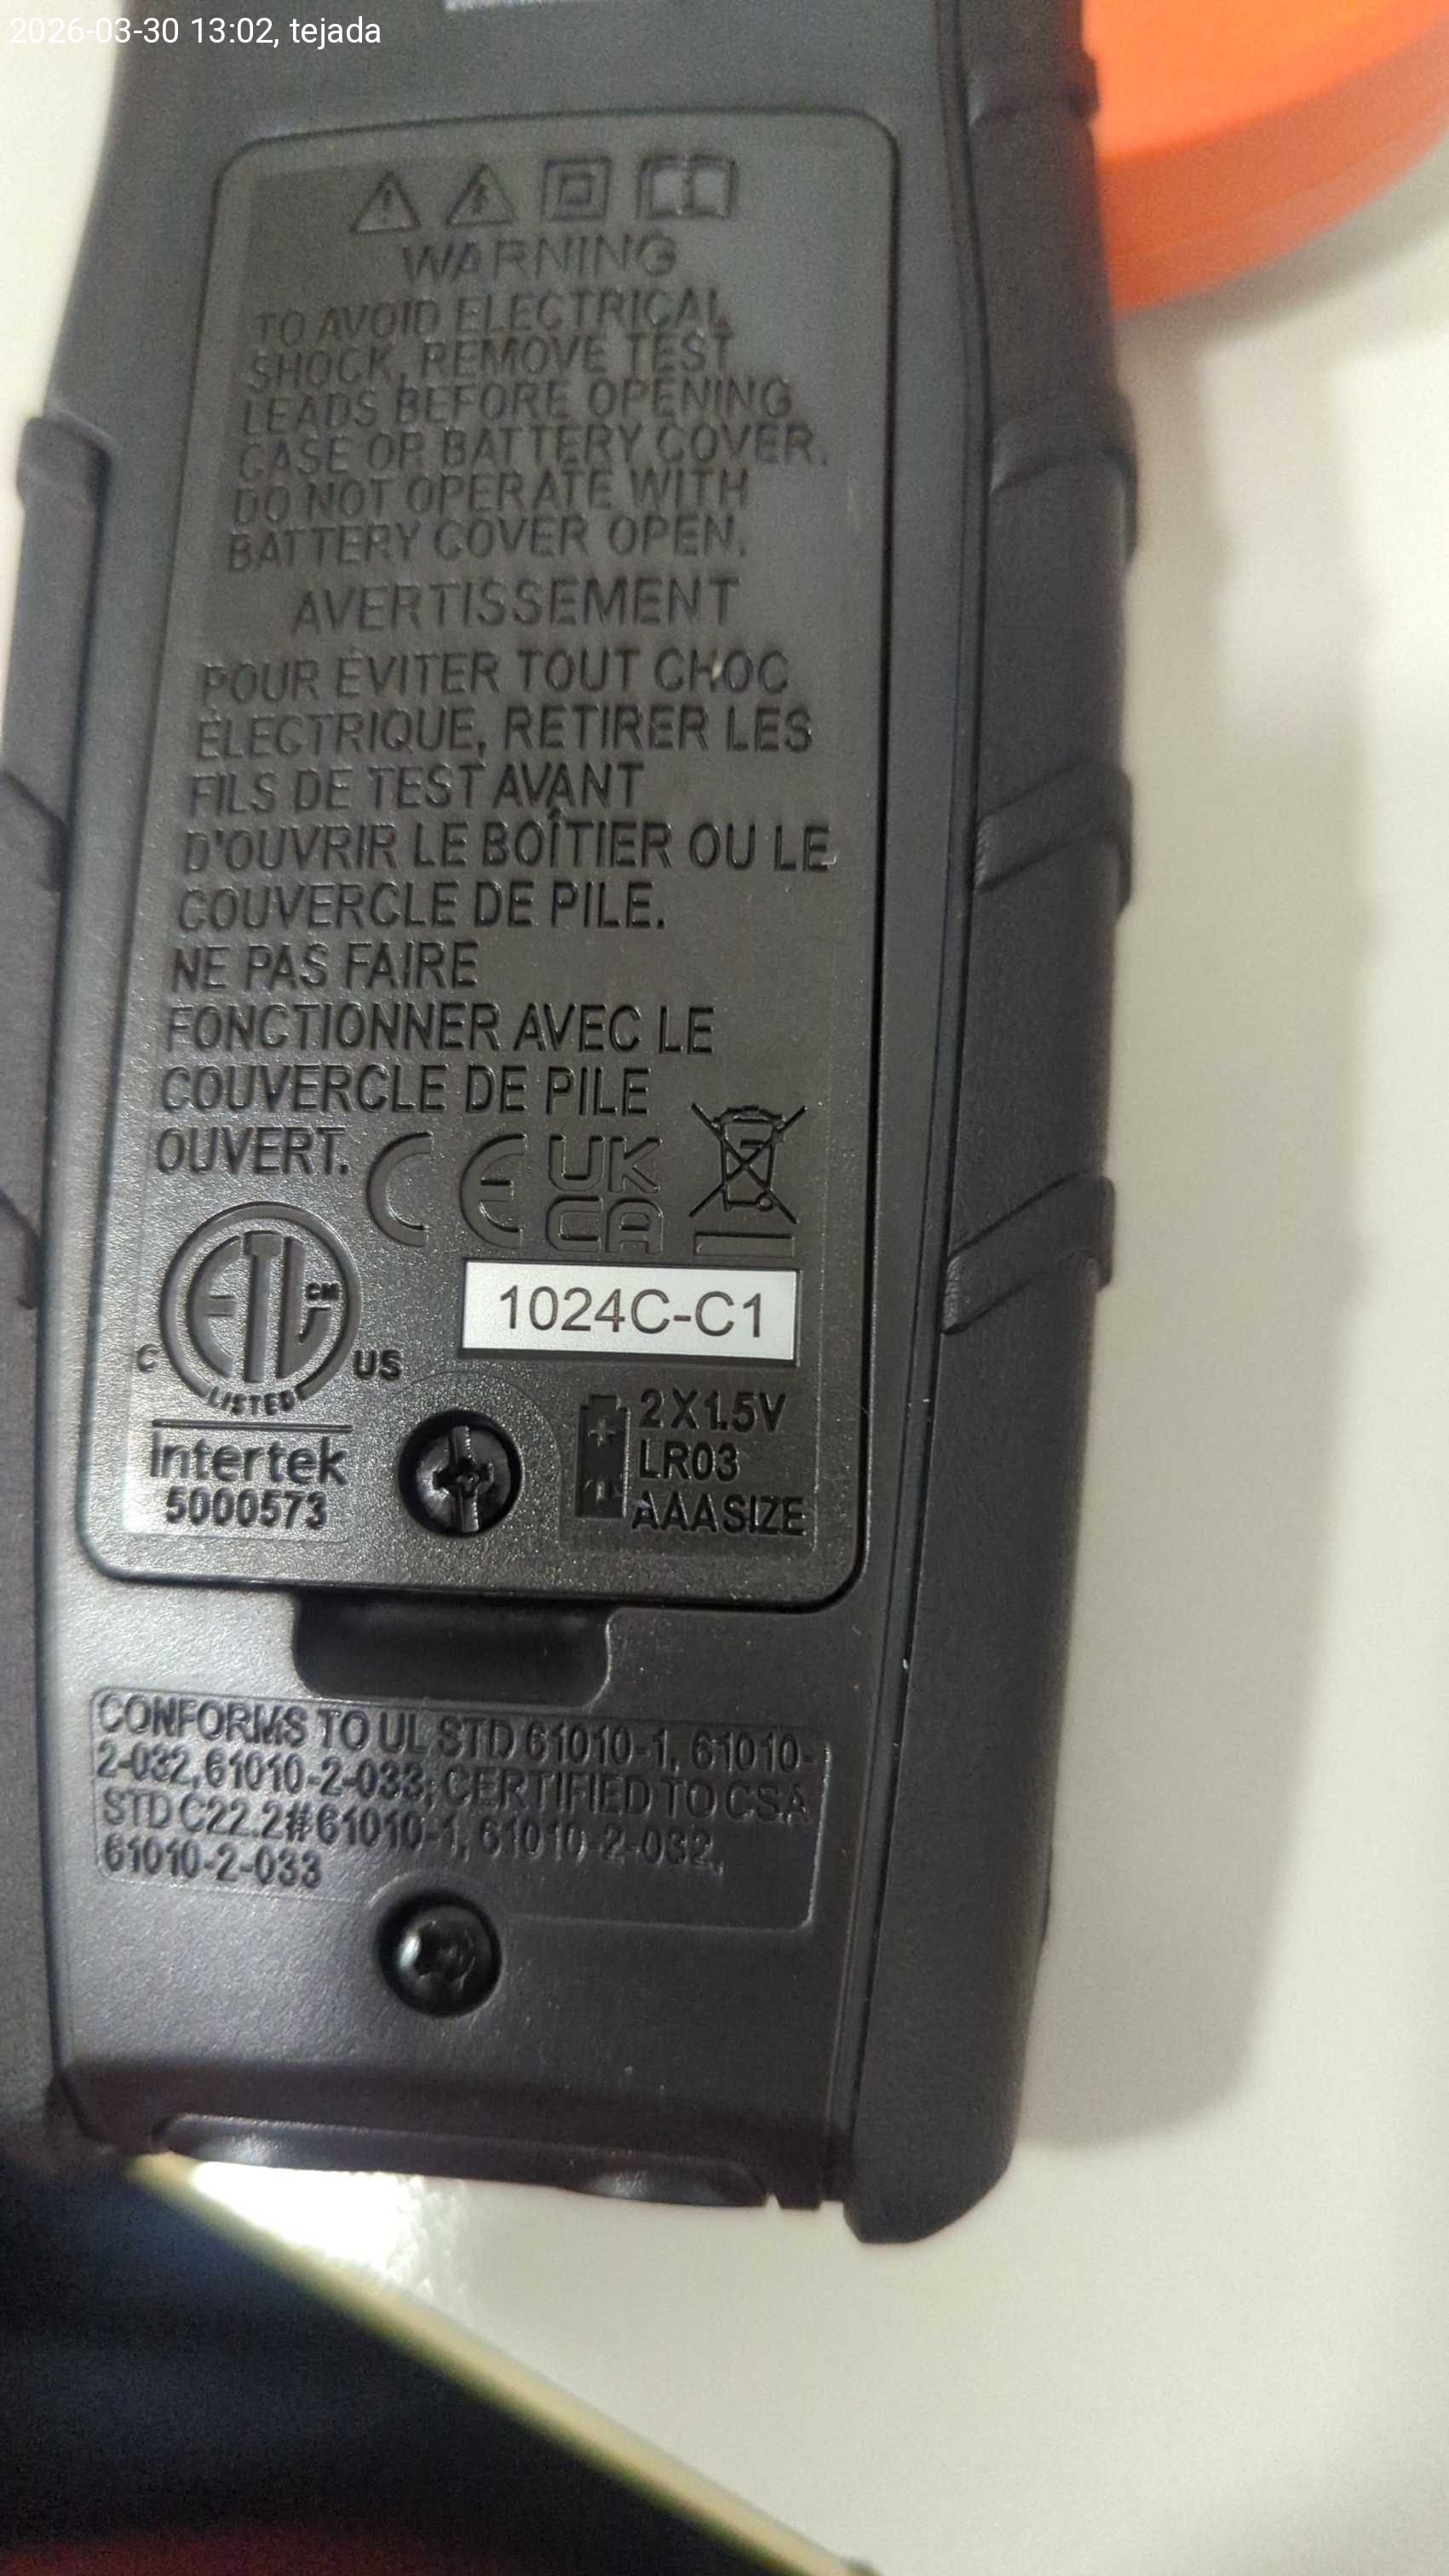 2026-03-30 13:02, tejada
WARNING
TO AVOID ELECTRICAL
SHOCK, REMOVE TEST
LEADS BEFORE OPENING
CASE OR BATTERY COVER.
DO NOT OPERATE WITH
BATTERY COVER OPEN.
AVERTISSEMENT
POUR ÉVITER TOUT CHOC
ÉLECTRIQUE, RETIRER LES
FILS DE TEST AVANT
D'OUVRIR LE BOÎTIER OU LE
COUVERCLE DE PILE.
NE PAS FAIRE
FONCTIONNER AVEC LE
COUVERCLE DE PILE
OUVERT.
CE
UK
CA
ETL
CM
C
US
LISTED
Intertek
5000573
1024C-C1
2 X 1.5V
LR03
AAA SIZE
CONFORMS TO UL STD 61010-1, 61010-
2-032, 61010-2-033; CERTIFIED TO CSA
STD C22.2#61010-1, 61010-2-032,
61010-2-033